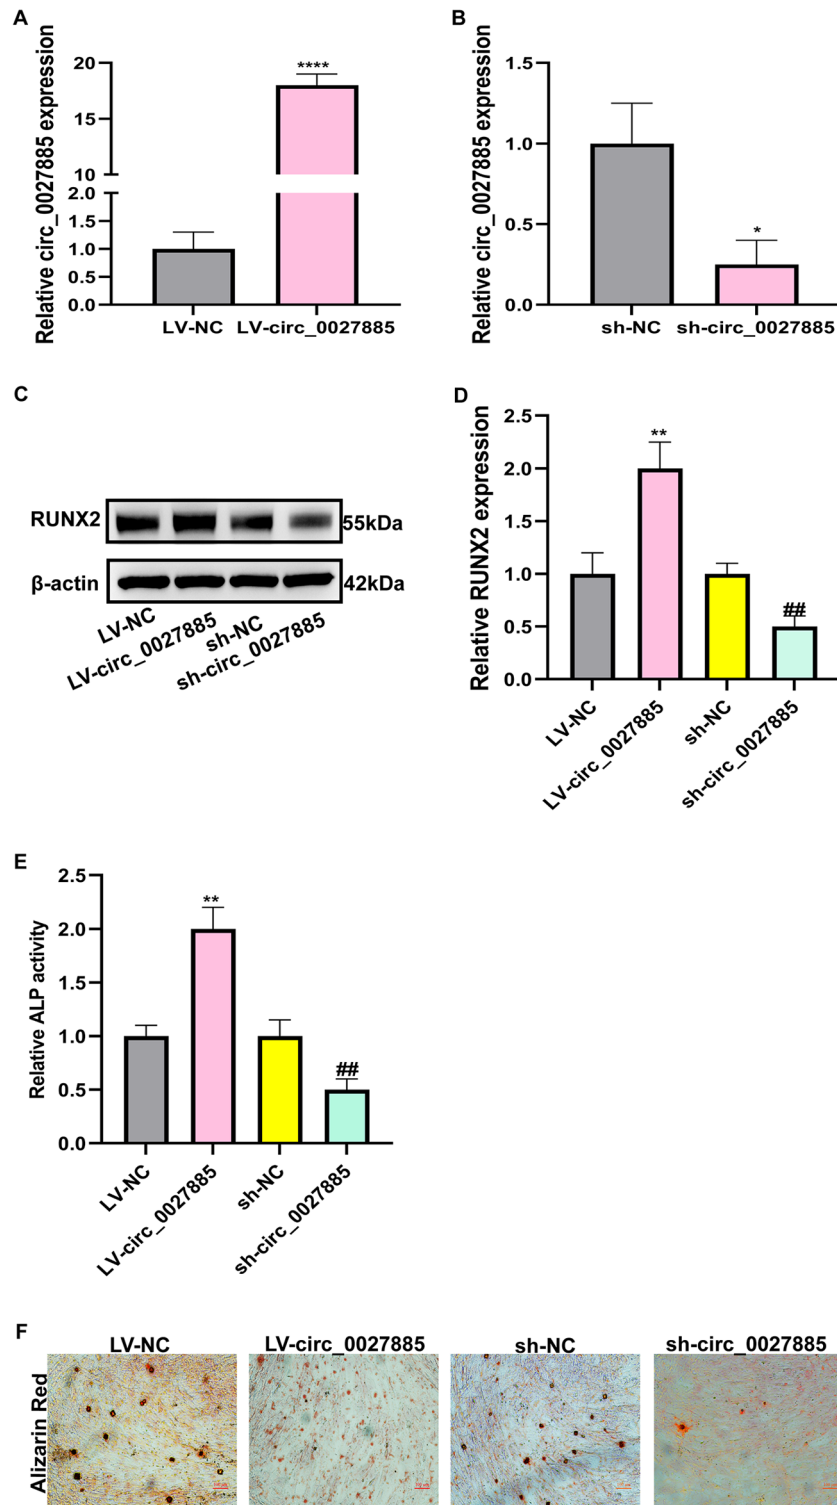 A
Relative circ_0027885 expression
20
15
10
2.0
1.5
1.0
0.5
0.0
****
LV-NC
LV-circ_0027885
B
Relative circ_0027885 expression
1.5
1.0
0.5
0.0
*
sh-NC
sh-circ_0027885
C
RUNX2
55kDa
β-actin
42kDa
LV-NC
LV-circ_0027885
sh-NC
sh-circ_0027885
D
Relative RUNX2 expression
2.5
2.0
1.5
1.0
0.5
0.0
**
##
LV-NC
LV-circ_0027885
sh-NC
sh-circ_0027885
E
Relative ALP activity
2.5
2.0
1.5
1.0
0.5
0.0
**
##
LV-NC
LV-circ_0027885
sh-NC
sh-circ_0027885
F
LV-NC
LV-circ_0027885
sh-NC
sh-circ_0027885
Alizarin Red